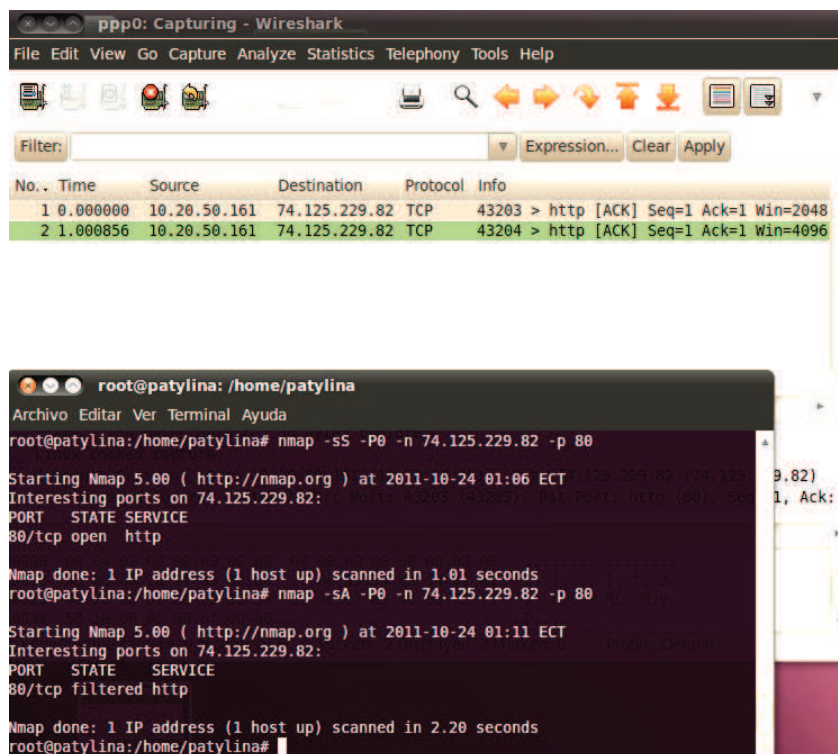 ppp0: Capturing - Wireshark
File Edit View Go Capture Analyze Statistics Telephony Tools Help
Filter: Expression... Clear Apply
No.. Time Source Destination Protocol Info
1 0.000000 10.20.50.161 74.125.229.82 TCP 43203 > http [ACK] Seq=1 Ack=1 Win=2048
2 1.000856 10.20.50.161 74.125.229.82 TCP 43204 > http [ACK] Seq=1 Ack=1 Win=4096
root@patylina: /home/patylina
Archivo Editar Ver Terminal Ayuda
root@patylina:/home/patylina# nmap -sS -P0 -n 74.125.229.82 -p 80
Starting Nmap 5.00 ( http://nmap.org ) at 2011-10-24 01:06 ECT
9.82)
Interesting ports on 74.125.229.82:
1, Ack:
PORT STATE SERVICE
80/tcp open http
Nmap done: 1 IP address (1 host up) scanned in 1.01 seconds
root@patylina:/home/patylina# nmap -sA -P0 -n 74.125.229.82 -p 80
Starting Nmap 5.00 ( http://nmap.org ) at 2011-10-24 01:11 ECT
Interesting ports on 74.125.229.82:
PORT STATE SERVICE
80/tcp filtered http
Nmap done: 1 IP address (1 host up) scanned in 2.20 seconds
root@patylina:/home/patylina#